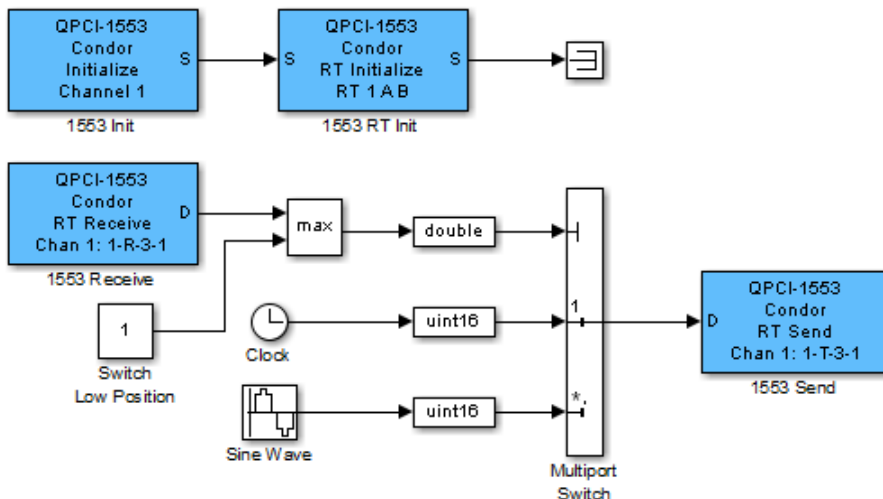 QPCI-1553
Condor
Initialize
Channel 1
S
1553 Init
S
QPCI-1553
Condor
RT Initialize
RT 1 A B
S
1553 RT Init
QPCI-1553
Condor
RT Receive
Chan 1: 1-R-3-1
D
1553 Receive
max
double
1
Switch
Low Position
Clock
uint16
1
Sine Wave
uint16
*,
Multiport
Switch
D
QPCI-1553
Condor
RT Send
Chan 1: 1-T-3-1
1553 Send